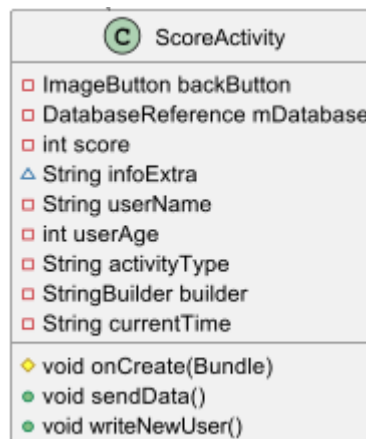 C ScoreActivity
ImageButton backButton
DatabaseReference mDatabase
int score
String infoExtra
String userName
int userAge
String activityType
StringBuilder builder
String currentTime
void onCreate(Bundle)
void sendData()
void writeNewUser()